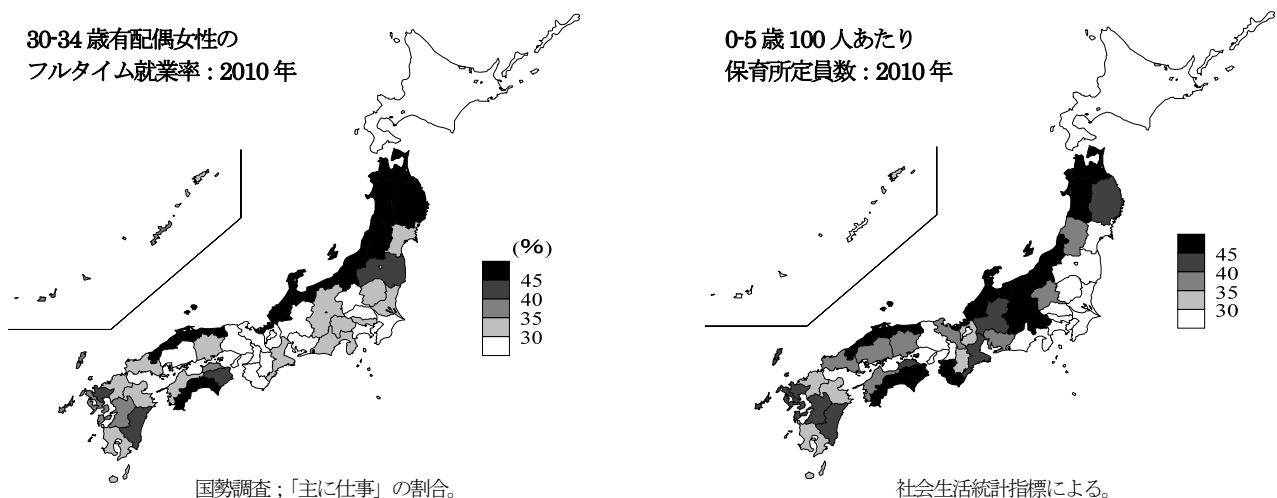 30-34 歳有配偶女性の
フルタイム就業率：2010 年
(%)
45
40
35
30
国勢調査；「主に仕事」の割合。
0-5 歳 100 人あたり
保育所定員数：2010 年
45
40
35
30
社会生活統計指標による。